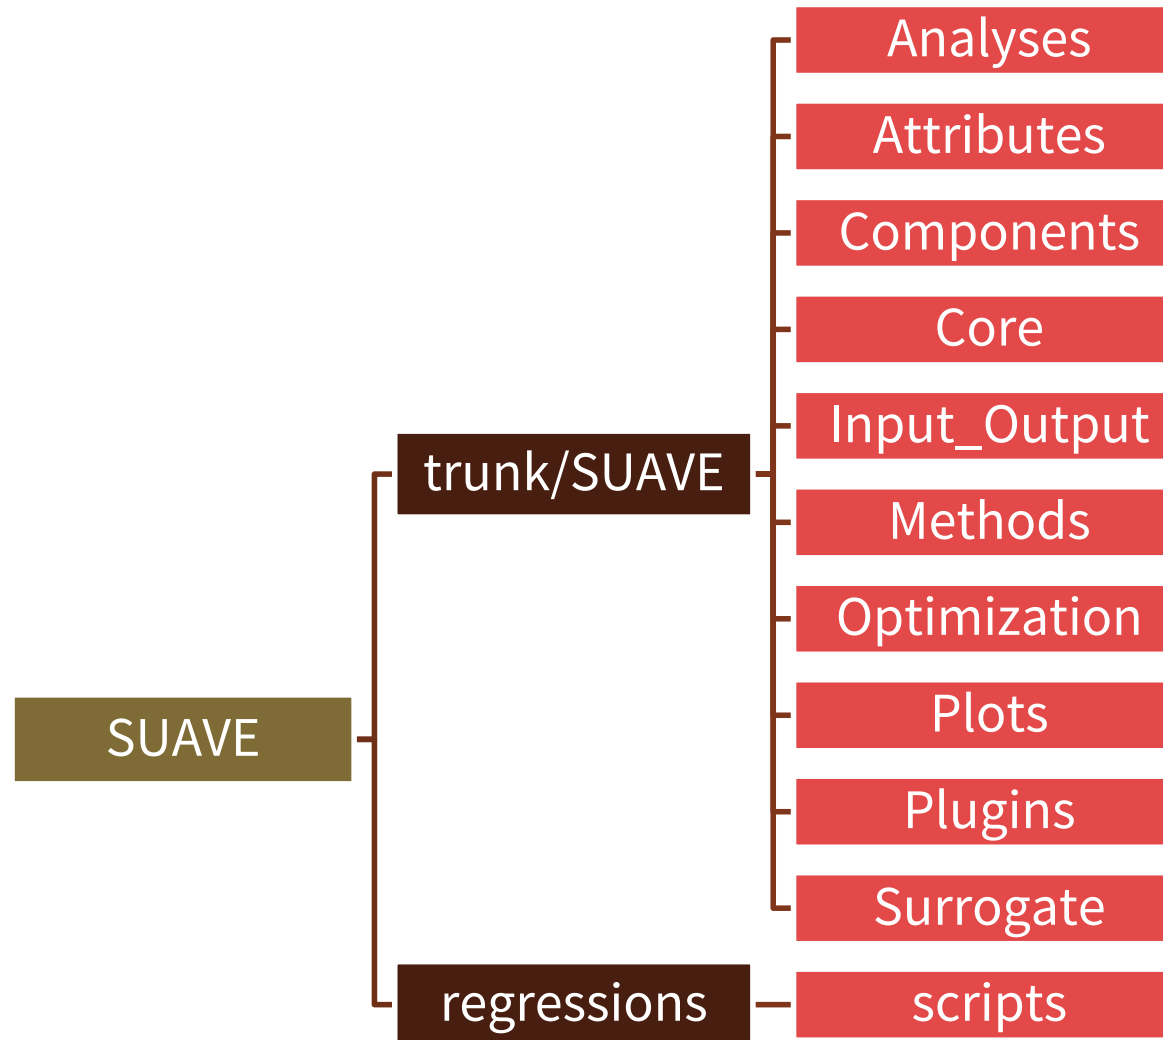 SUAVE
trunk/SUAVE
Analyses
Attributes
Components
Core
Input_Output
Methods
Optimization
Plots
Plugins
Surrogate
regressions
scripts